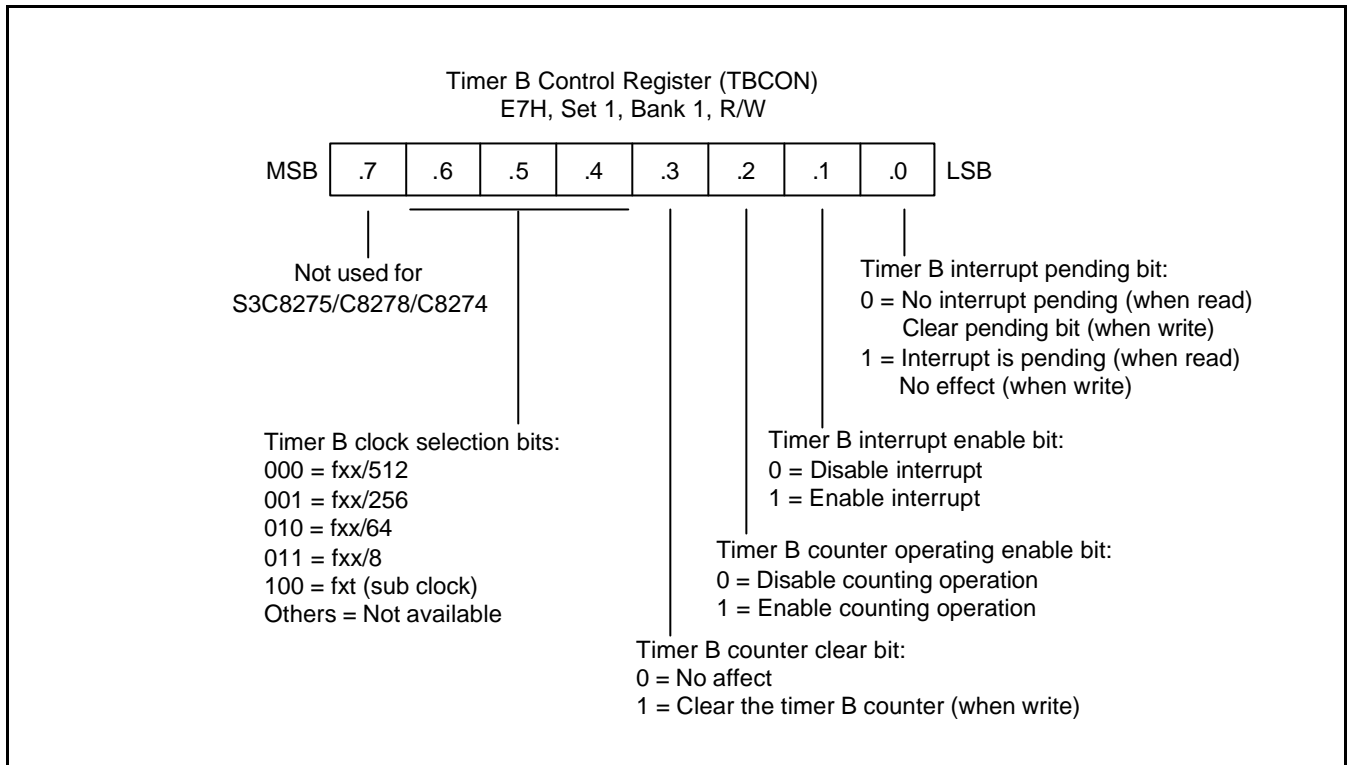 Timer B Control Register (TBCON)
E7H, Set 1, Bank 1, R/W
MSB .7 .6 .5 .4 .3 .2 .1 .0 LSB
Not used for
S3C8275/C8278/C8274
Timer B interrupt pending bit:
0 = No interrupt pending (when read)
Clear pending bit (when write)
1 = Interrupt is pending (when read)
No effect (when write)
Timer B clock selection bits:
000 = fxx/512
001 = fxx/256
010 = fxx/64
011 = fxx/8
100 = fxt (sub clock)
Others = Not available
Timer B interrupt enable bit:
0 = Disable interrupt
1 = Enable interrupt
Timer B counter operating enable bit:
0 = Disable counting operation
1 = Enable counting operation
Timer B counter clear bit:
0 = No affect
1 = Clear the timer B counter (when write)